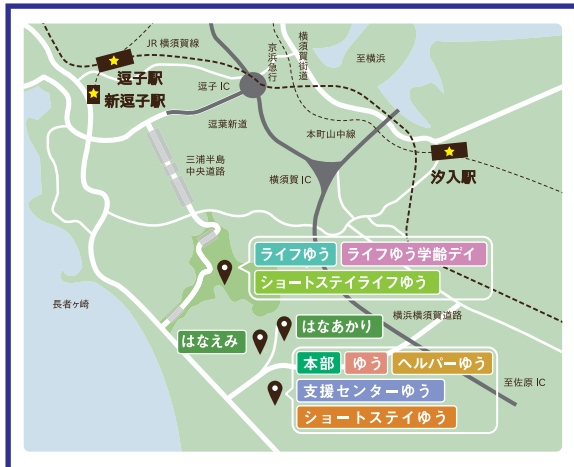 JR 横須賀線
京浜急行
横須賀街道
至横浜
逗子駅
新逗子駅
逗子 IC
逗葉新道
本町山中線
三浦半島
中央道路
横須賀 IC
汐入駅
ライフゆう
ライフゆう学齢デイ
ショートステイライフゆう
長者ヶ崎
横浜横須賀道路
はなあかり
はなえみ
本部
ゆう
ヘルパーゆう
至佐原 IC
支援センターゆう
ショートステイゆう